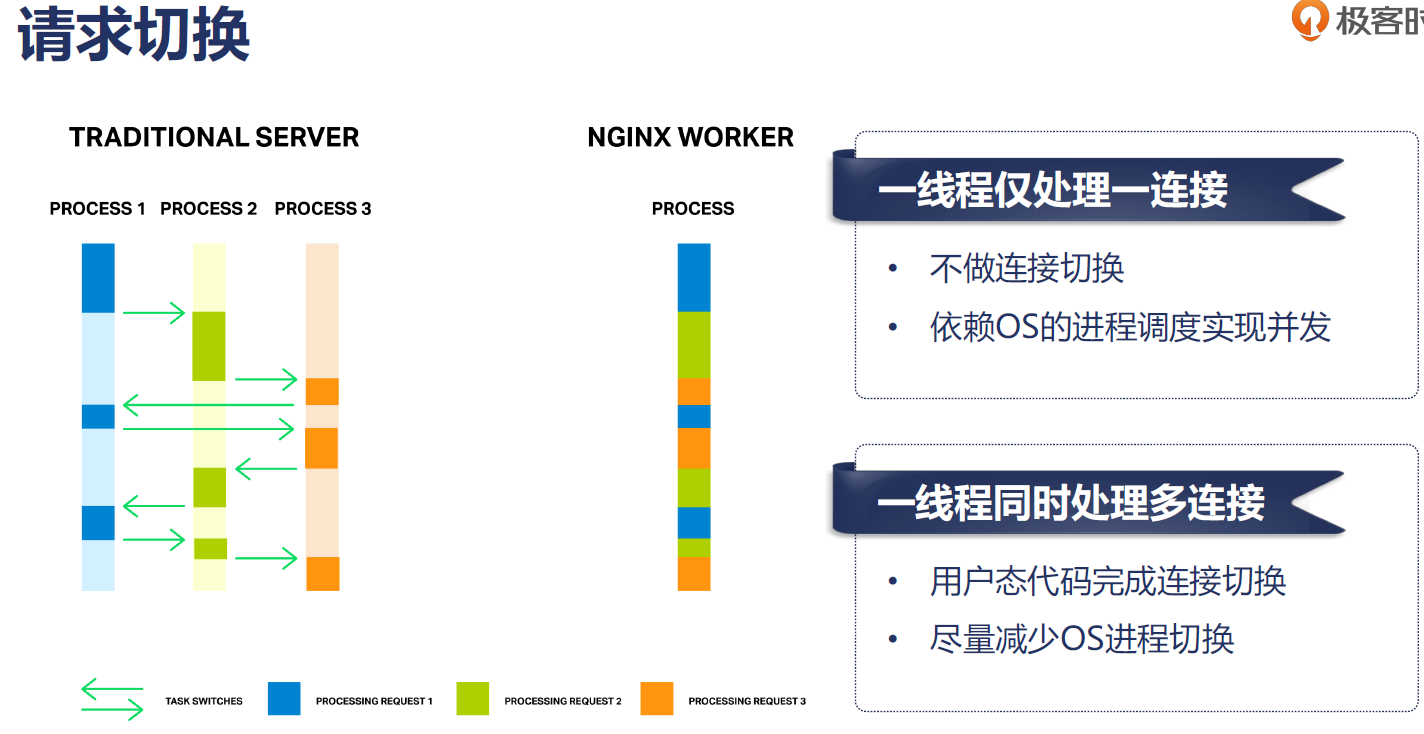 请求切换
极客时
TRADITIONAL SERVER
NGINX WORKER
PROCESS 1 PROCESS 2 PROCESS 3
PROCESS
一线程仅处理一连接
• 不做连接切换
• 依赖OS的进程调度实现并发
一线程同时处理多连接
• 用户态代码完成连接切换
• 尽量减少OS进程切换
TASK SWITCHES
PROCESSING REQUEST 1
PROCESSING REQUEST 2
PROCESSING REQUEST 3